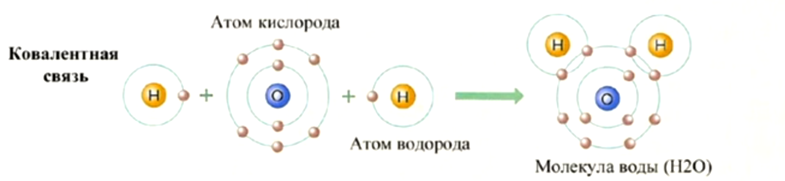 Атом кислорода
Ковалентная
связь
H + O + H
H H
O
Атом водорода
Молекула воды (H2O)